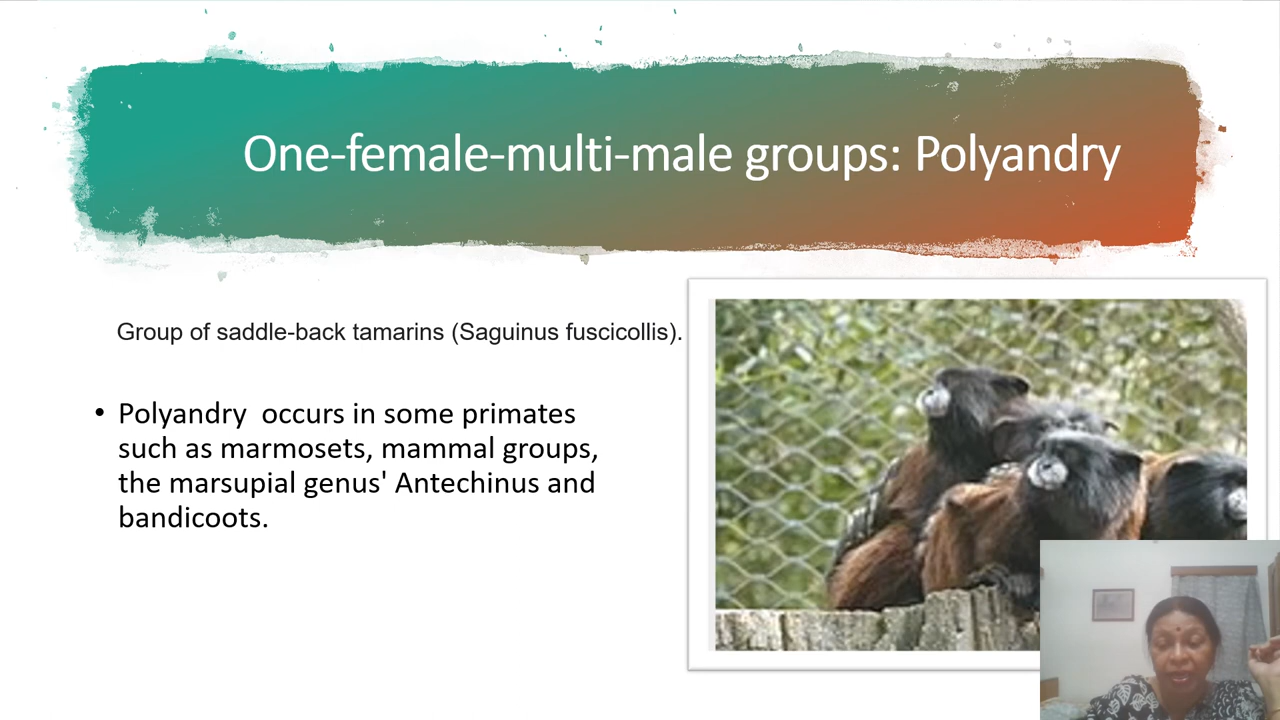 One-female-multi-male groups: Polyandry
Group of saddle-back tamarins (Saguinus fuscicollis).
• Polyandry  occurs in some primates
such as marmosets, mammal groups,
the marsupial genus' Antechinus and
bandicoots.